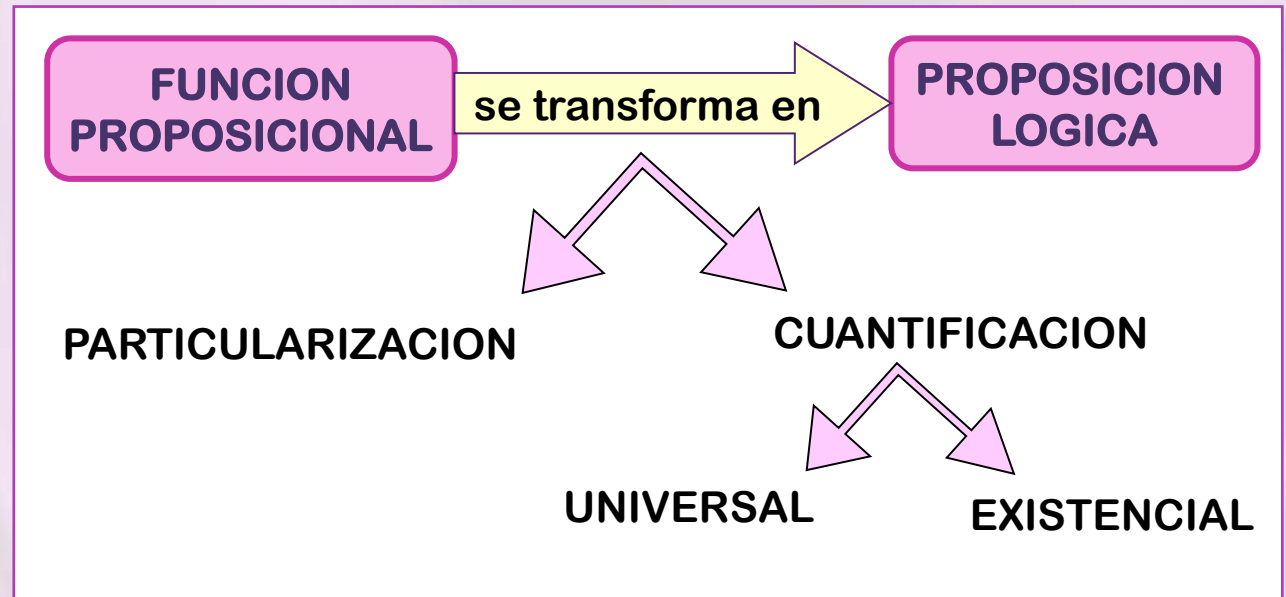 FUNCION
PROPOSICIONAL
se transforma en
PROPOSICION
LOGICA
PARTICULARIZACION
CUANTIFICACION
UNIVERSAL
EXISTENCIAL